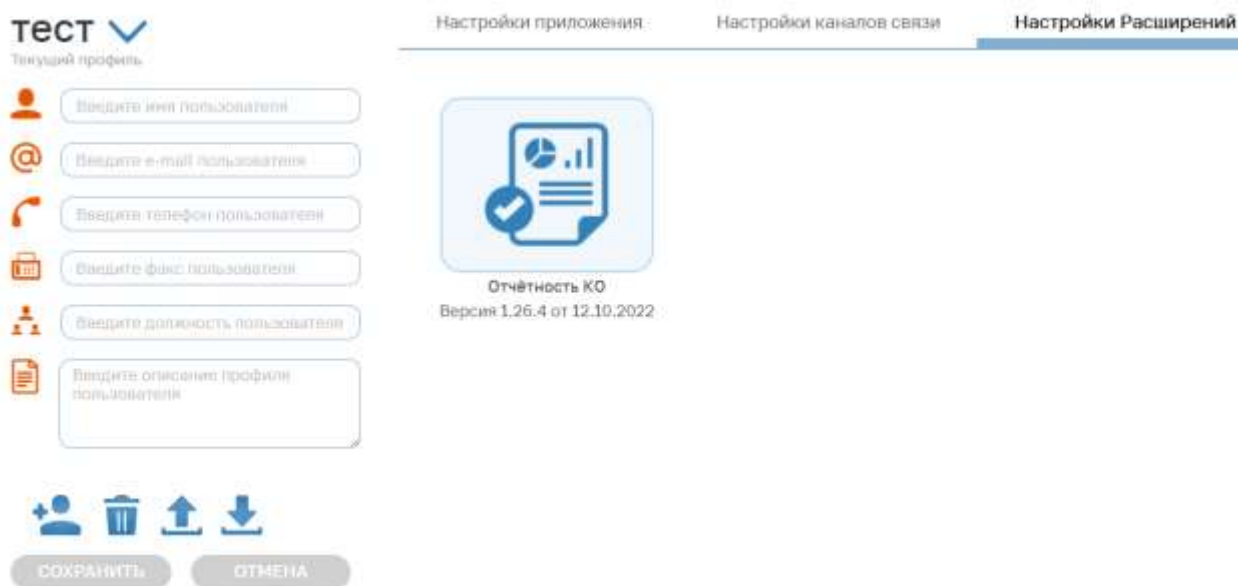 тест
Текущий профиль
Введите имя пользователя
Введите e-mail пользователя
Введите телефон пользователя
Введите факс пользователя
Введите должность пользователя
Введите описание профиля
пользователя
СОХРАНИТЬ
ОТМЕНА
Настройки приложения
Настройки каналов связи
Настройки Расширений
Отчётность КО
Версия 1.26.4 от 12.10.2022